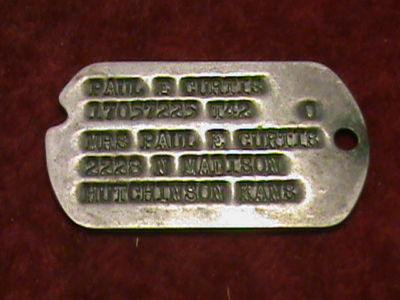 PAUL E CURTIS
17057225 T42 O
MRS PAUL E CURTIS
2228 N MADISON
HUTCHINSON KANS